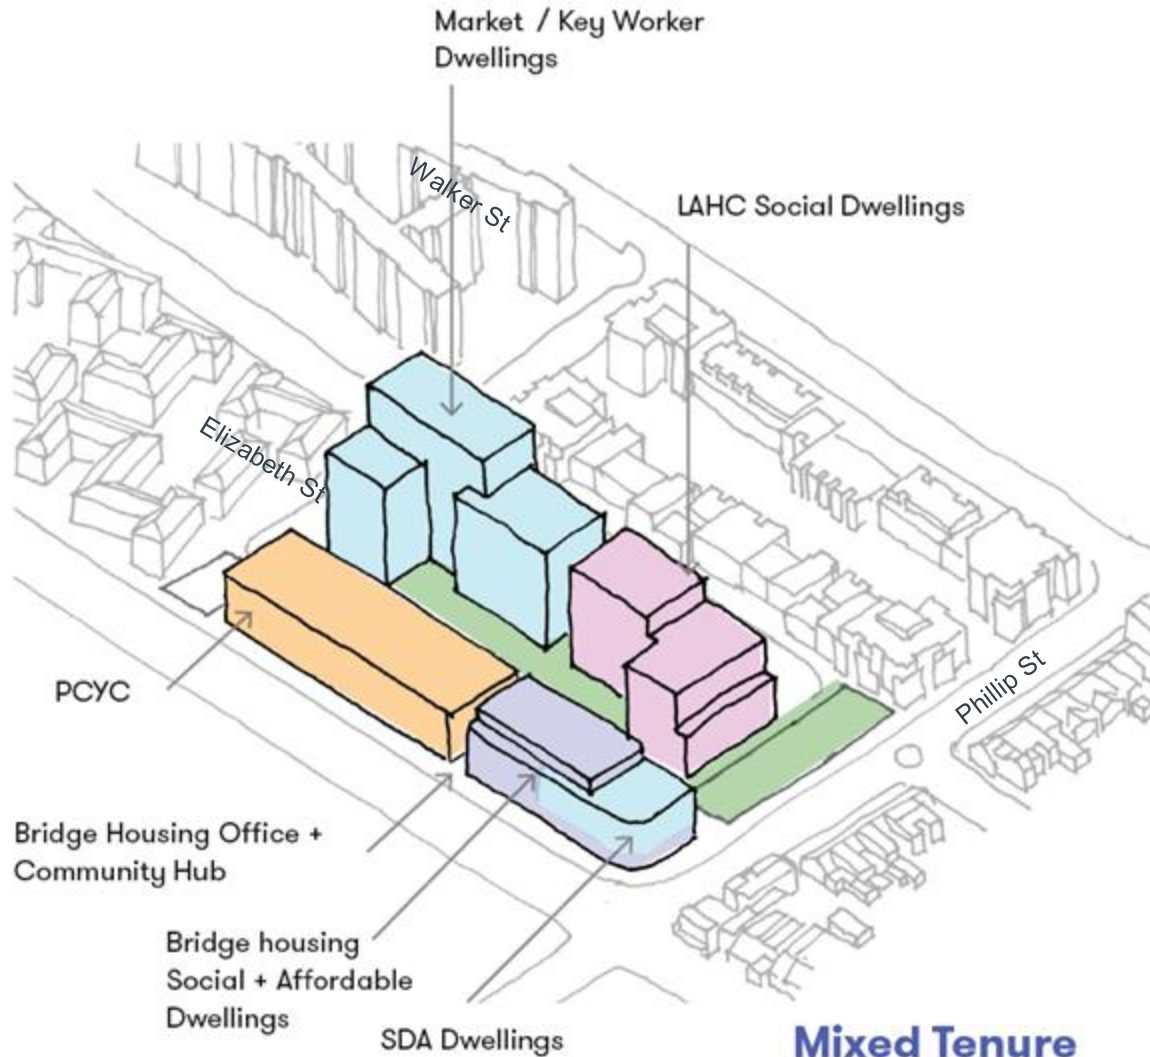 Market / Key Worker
Dwellings
Walker St
LAHC Social Dwellings
Elizabeth St
PCYC
Phillip St
Bridge Housing Office +
Community Hub
Bridge housing
Social + Affordable
Dwellings
SDA Dwellings
Mixed Tenure